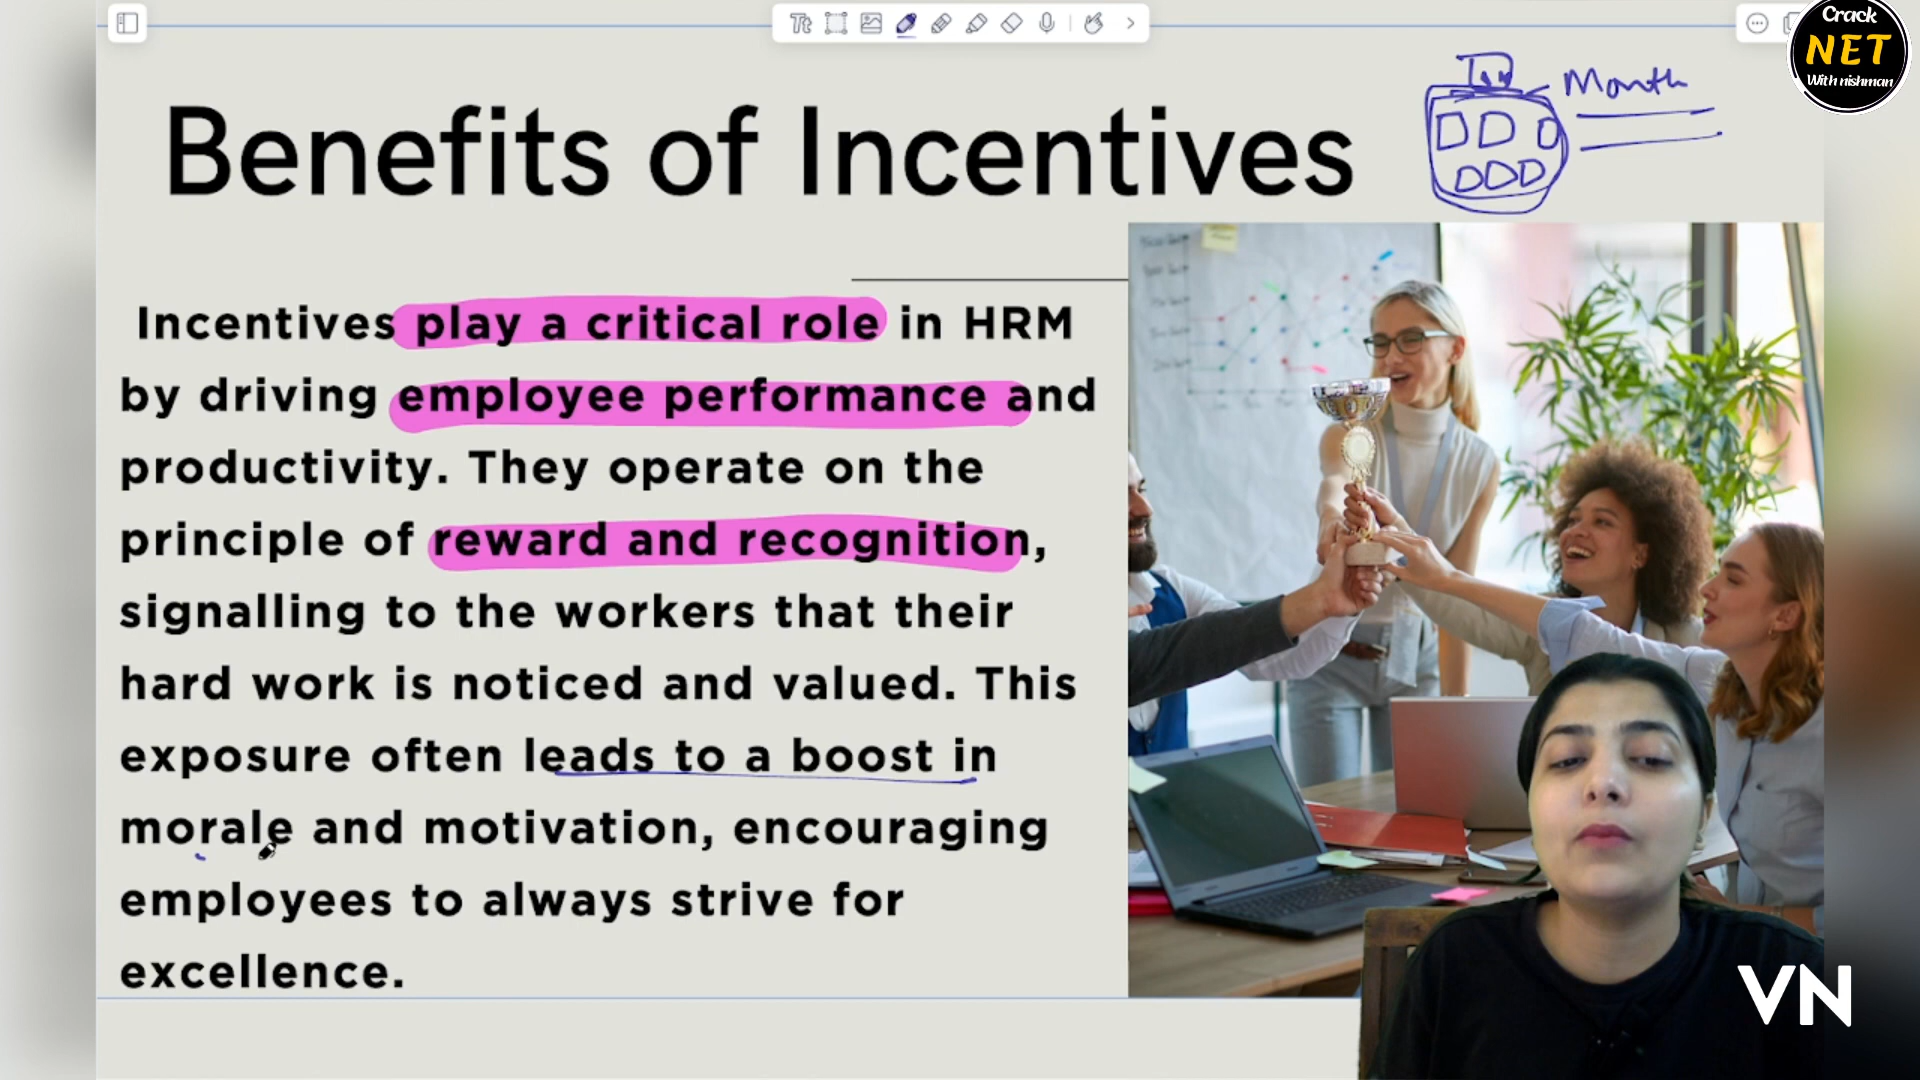 Crack
NET
With nishman
Month
Benefits of Incentives
Incentives play a critical role in HRM
by driving employee performance and
productivity. They operate on the
principle of reward and recognition,
signalling to the workers that their
hard work is noticed and valued. This
exposure often leads to a boost in
morale and motivation, encouraging
employees to always strive for
excellence.
VN